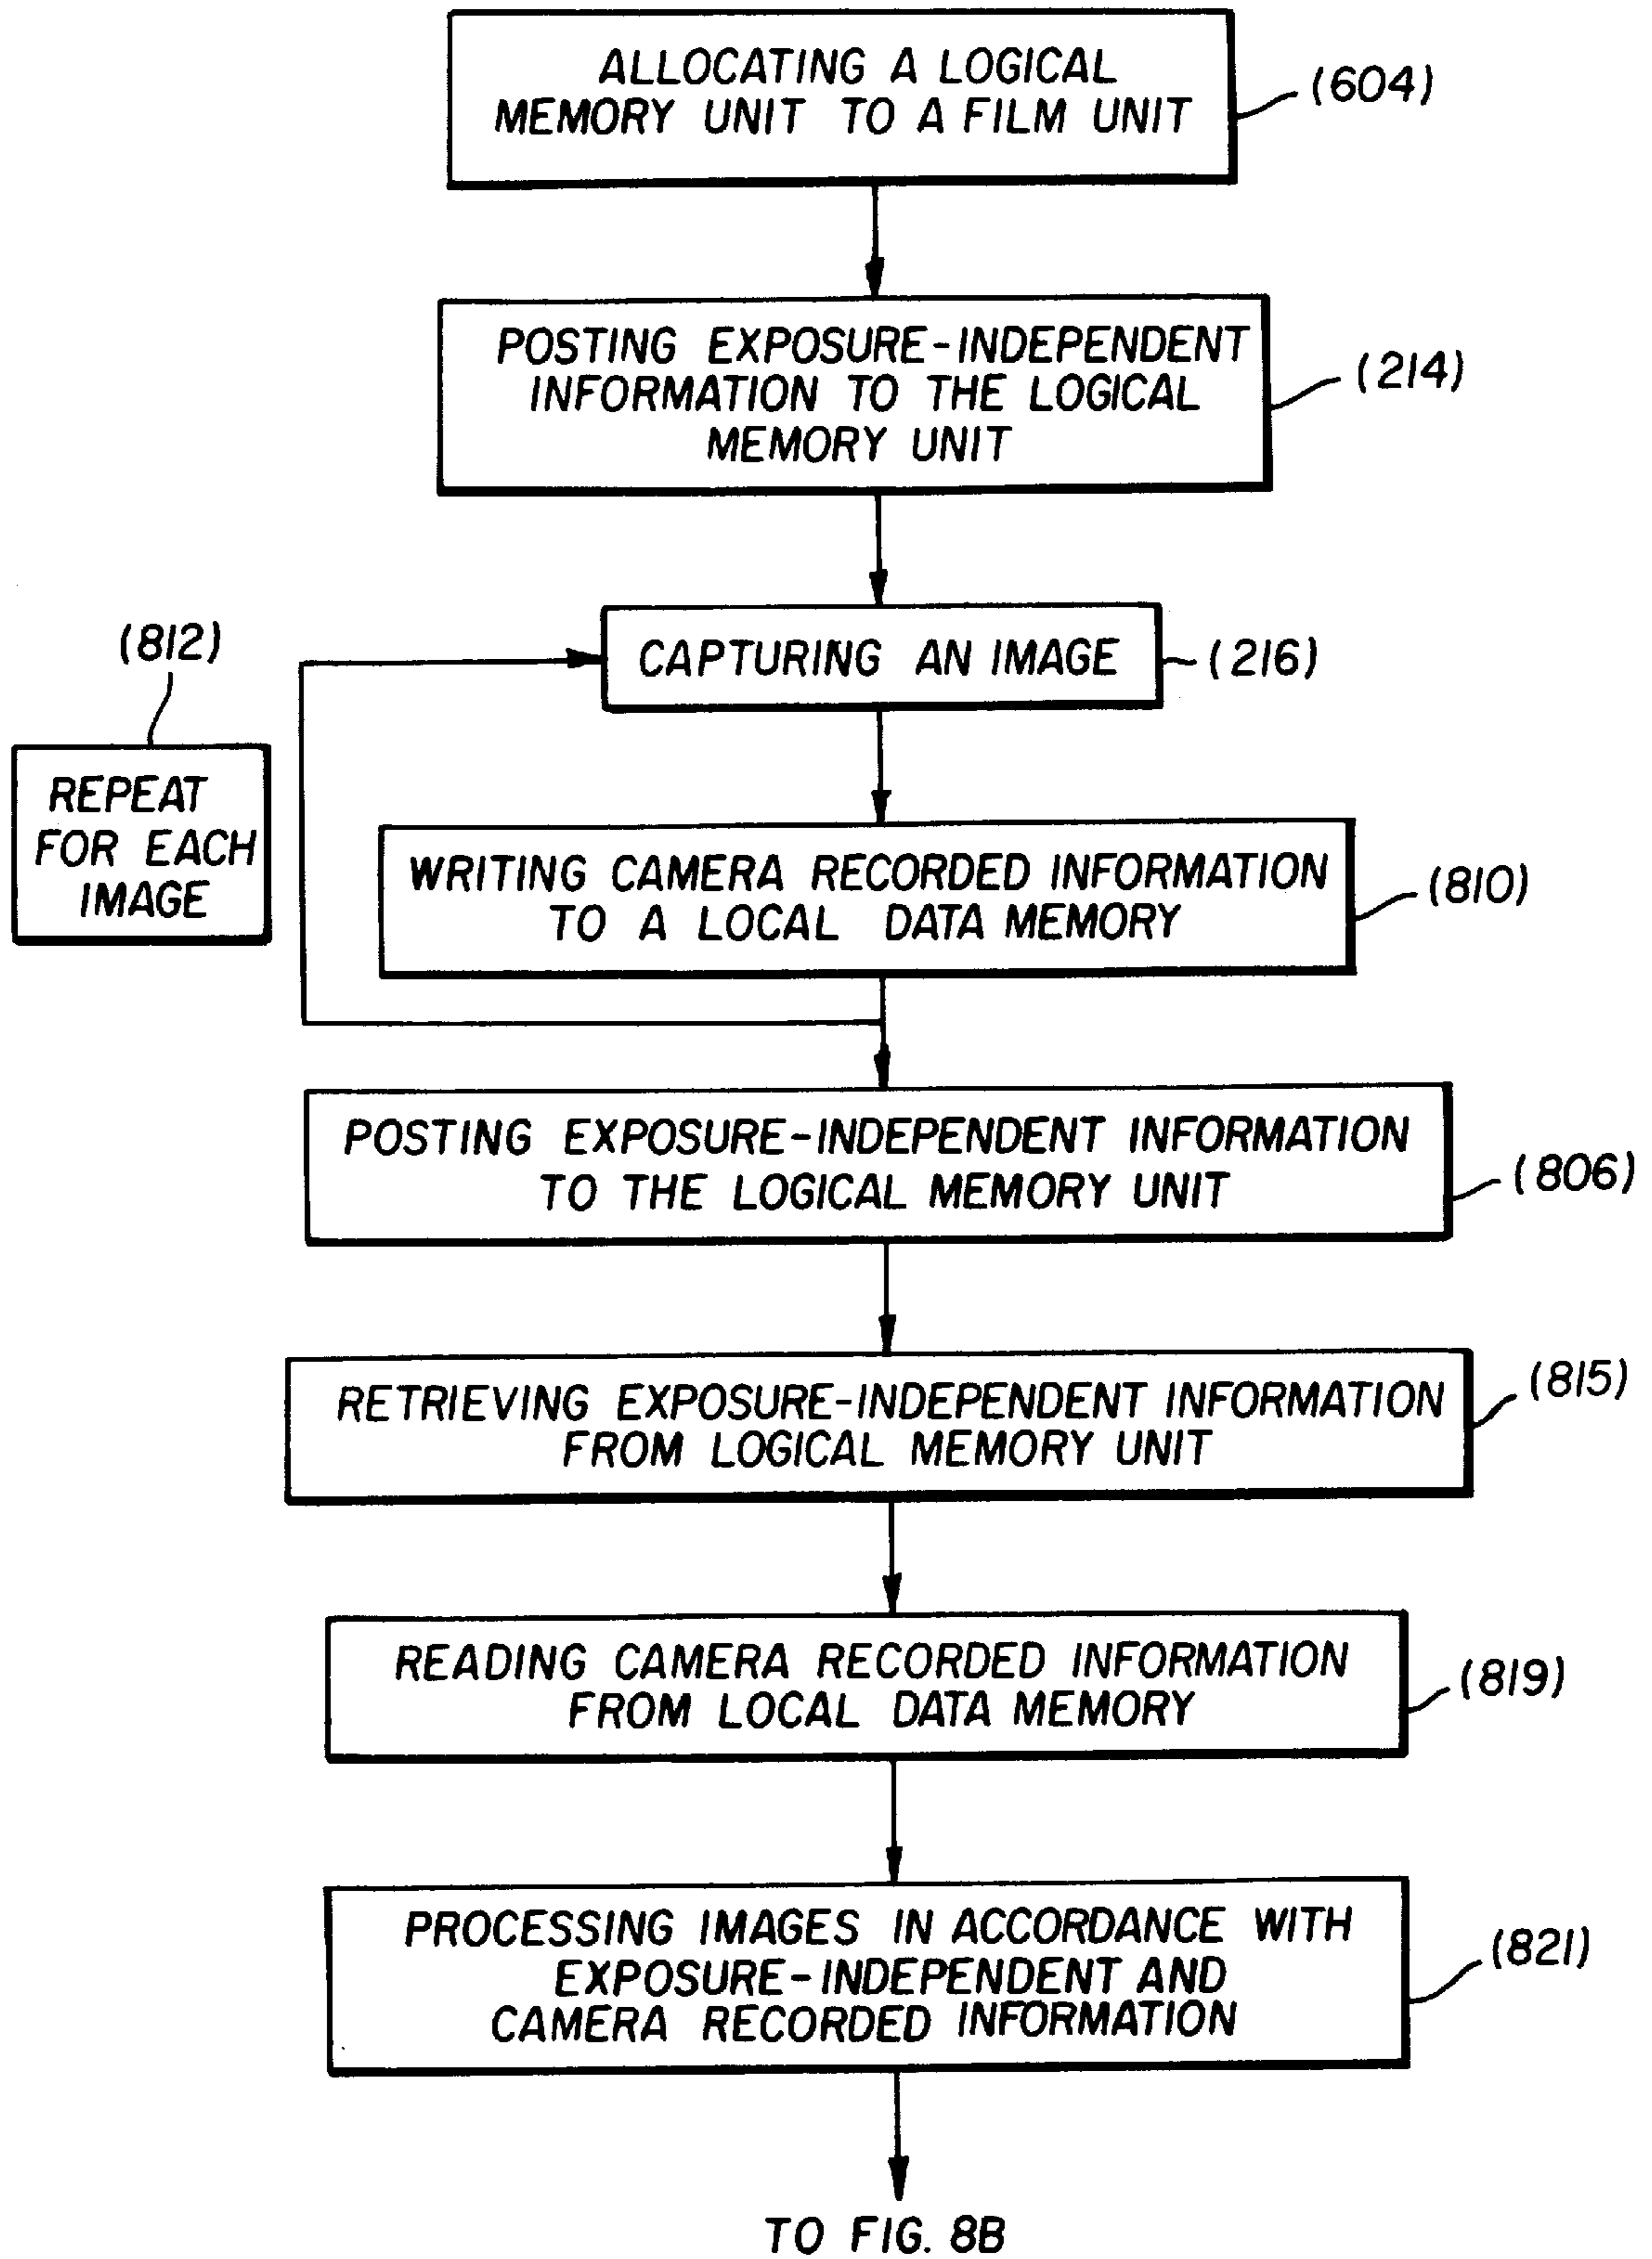 ALLOCATING A LOGICAL
MEMORY UNIT TO A FILM UNIT
(604)
POSTING EXPOSURE-INDEPENDENT
INFORMATION TO THE LOGICAL
MEMORY UNIT
(214)
CAPTURING AN IMAGE
(216)
(812)
REPEAT
FOR EACH
IMAGE
WRITING CAMERA RECORDED INFORMATION
TO A LOCAL DATA MEMORY
(810)
POSTING EXPOSURE-INDEPENDENT INFORMATION
TO THE LOGICAL MEMORY UNIT
(806)
RETRIEVING EXPOSURE-INDEPENDENT INFORMATION
FROM LOGICAL MEMORY UNIT
(815)
READING CAMERA RECORDED INFORMATION
FROM LOCAL DATA MEMORY
(819)
PROCESSING IMAGES IN ACCORDANCE WITH
EXPOSURE-INDEPENDENT AND
CAMERA RECORDED INFORMATION
(821)
TO FIG. 8B